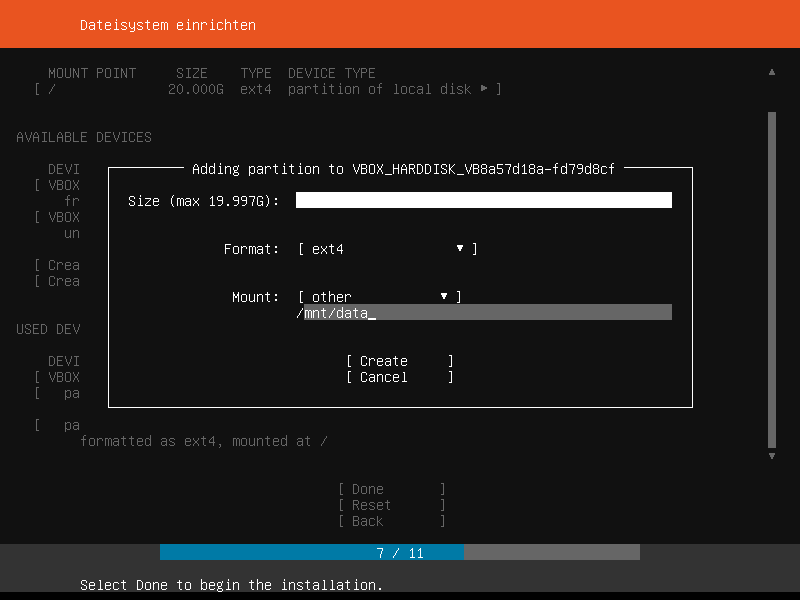 Dateisystem einrichten
MOUNT POINT SIZE TYPE DEVICE TYPE
[ / 20.000G ext4 partition of local disk ▸ ]
AVAILABLE DEVICES
DEVI
[ VBOX
fr
[ VBOX
un
[ Crea
[ Crea
Adding partition to VBOX_HARDDISK_VB8a57d18a-fd79d8cf
Size (max 19.997G):
Format: [ ext4 ▾ ]
Mount: [ other ▾ ]
/mnt/data_
[ Create ]
[ Cancel ]
USED DEV
DEVI
[ VBOX
[ pa
[ pa
formatted as ext4, mounted at /
[ Done ]
[ Reset ]
[ Back ]
7 / 11
Select Done to begin the installation.